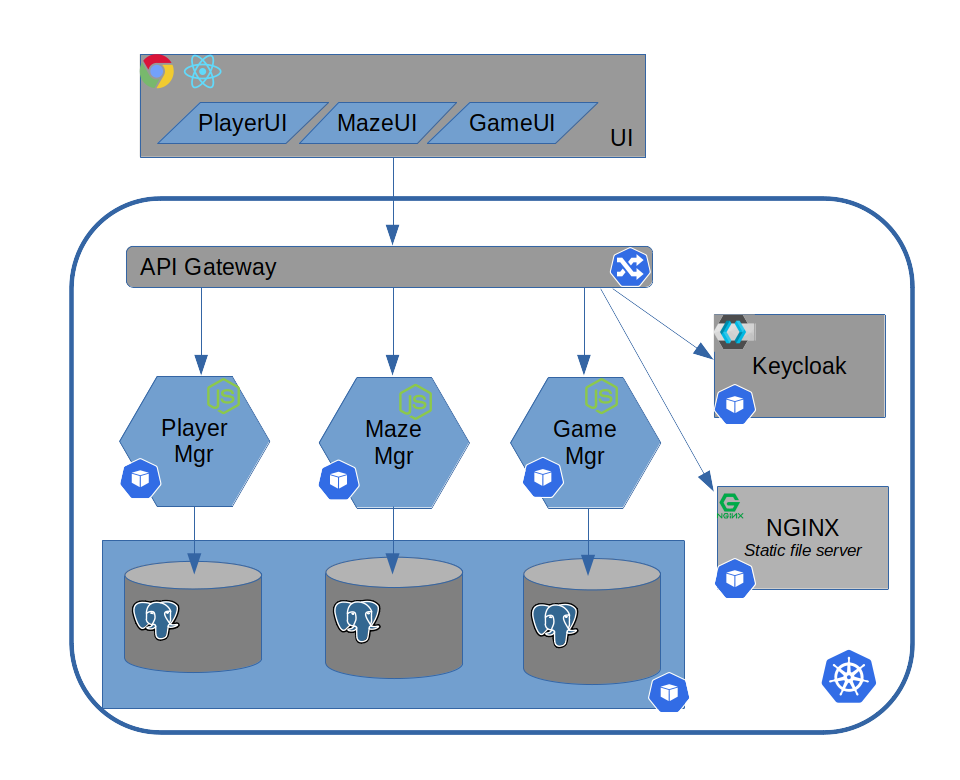 PlayerUI
MazeUI
GameUI
UI
API Gateway
JS
Player
Mgr
JS
Maze
Mgr
JS
Game
Mgr
Keycloak
G
NGINX
NGINX
Static file server